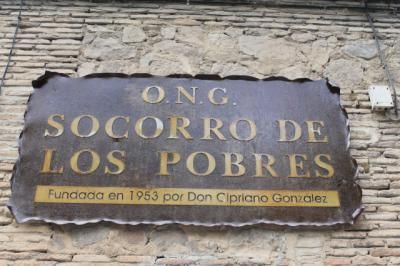 O.N.G.
SOCORRO DE
LOS POBRES
Fundada en 1953 por Don Cipriano Gonzalez